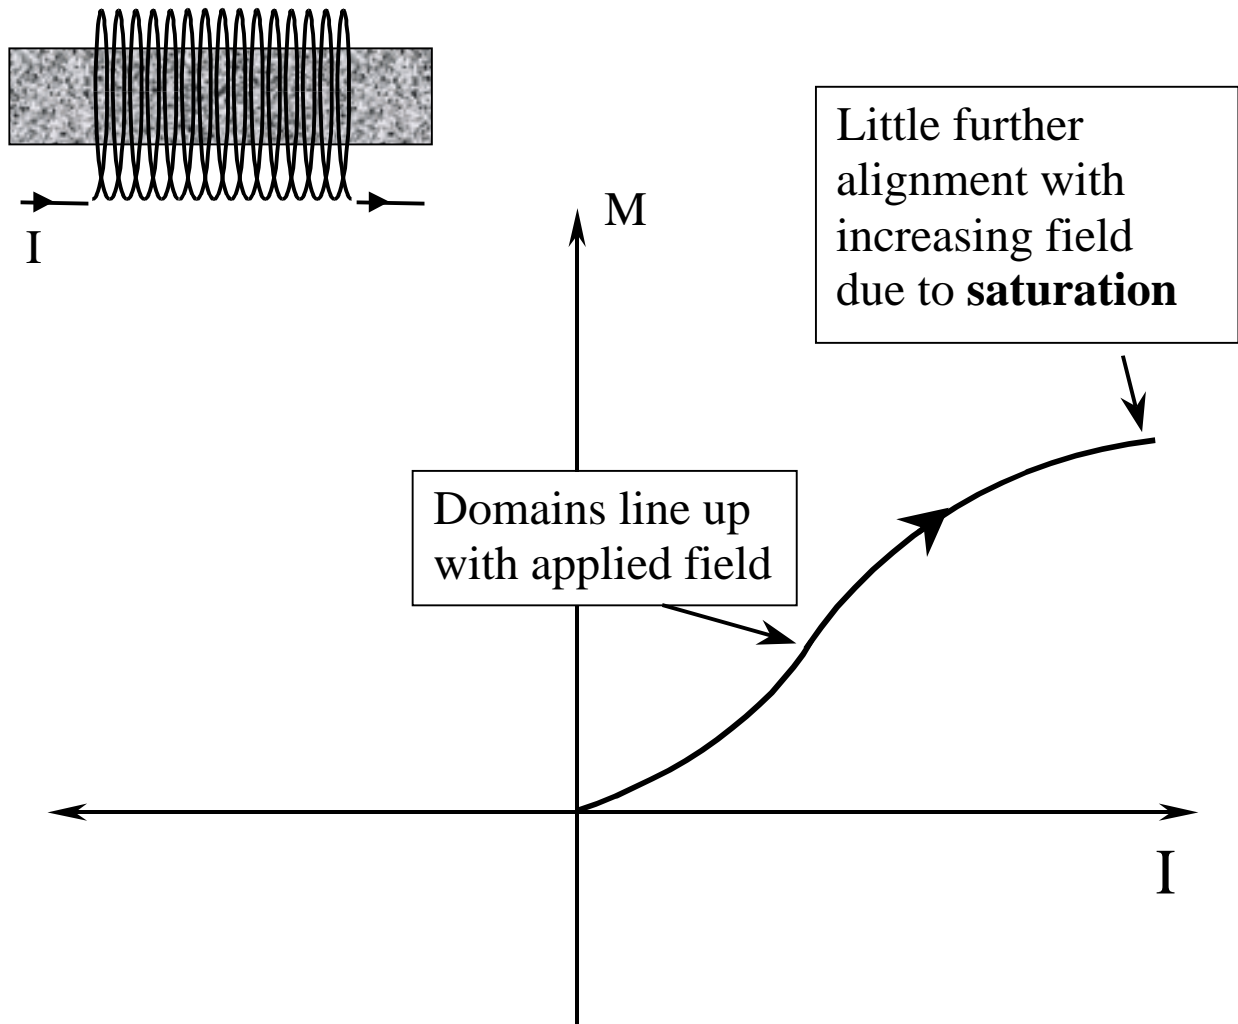 I
M
Little further
alignment with
increasing field
due to saturation
Domains line up
with applied field
I